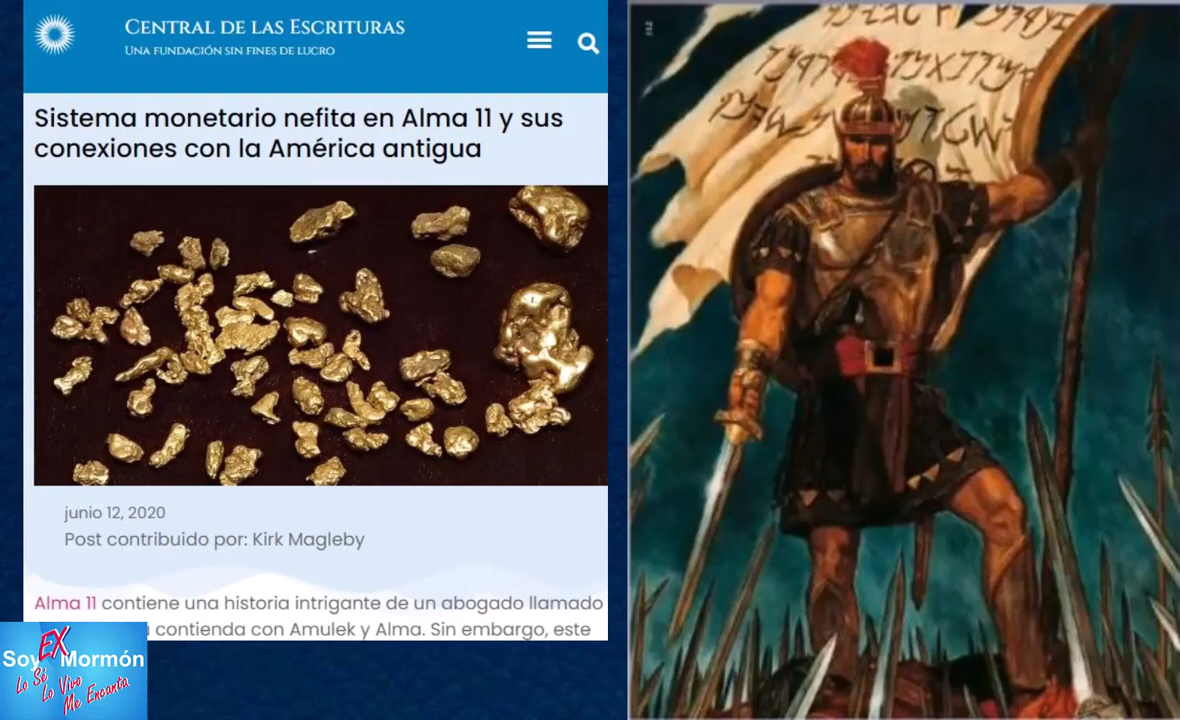 CENTRAL DE LAS ESCRITURAS
UNA FUNDACIÓN SIN FINES DE LUCRO
Sistema monetario nefita en Alma 11 y sus
conexiones con la América antigua
junio 12, 2020
Post contribuido por: Kirk Magleby
Alma 11 contiene una historia intrigante de un abogado llamado
contienda con Amulek y Alma. Sin embargo, este
EX
Soy Mormón
Lo Sé
Lo Vivo
Me Encanta